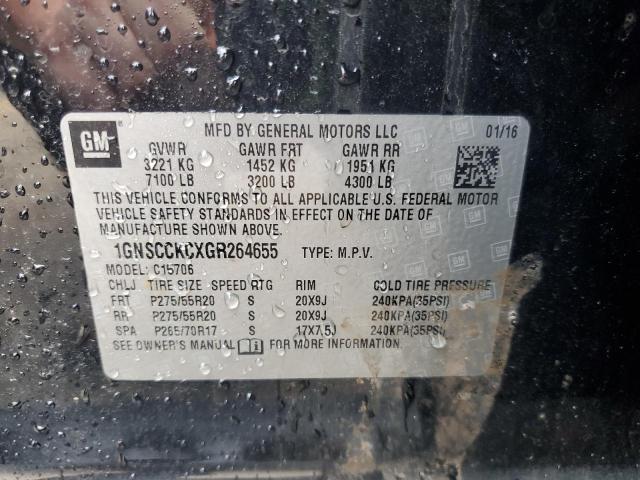 GM
MFD BY GENERAL MOTORS LLC 01/16
GVWR GAWR FRT GAWR RR
3221 KG 1452 KG 1951 KG
7100 LB 3200 LB 4300 LB
THIS VEHICLE CONFORMS TO ALL APPLICABLE U.S. FEDERAL MOTOR
VEHICLE SAFETY STANDARDS IN EFFECT ON THE DATE OF
MANUFACTURE SHOWN ABOVE.
1GNSCCKCXGR264655 TYPE: M.P.V.
MODEL: C15706
CHLJ TIRE SIZE SPEED RTG RIM COLD TIRE PRESSURE
FRT P275/55R20 S 20X9J 240KPA(35PSI)
RR P275/55R20 S 20X9J 240KPA(35PSI)
SPA P265/70R17 S 17X7.5J 240KPA(35PSI)
SEE OWNER'S MANUAL FOR MORE INFORMATION.